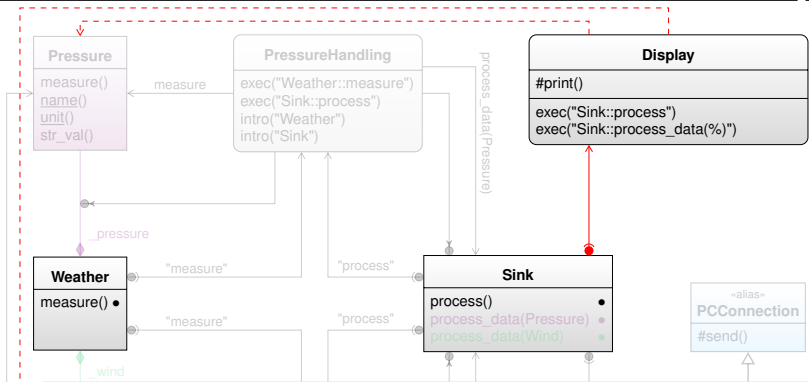 Pressure
measure()
name()
unit()
str_val()
measure
PressureHandling
exec("Weather::measure")
exec("Sink::process")
intro("Weather")
intro("Sink")
process_data(Pressure)
Display
#print()
exec("Sink::process")
exec("Sink::process_data(%)")
_pressure
Weather
measure()
"measure"
"measure"
"process"
"process"
Sink
process()
process_data(Pressure)
process_data(Wind)
«alias»
PCConnection
#send()
_wind